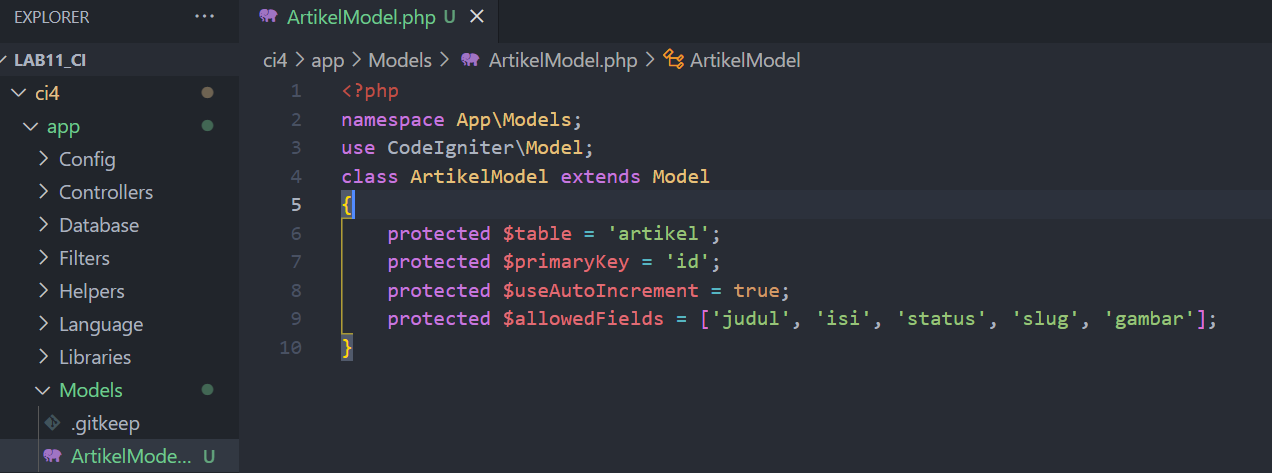 EXPLORER ...
ArtikelModel.php U
LAB11_CI
ci4 > app > Models > ArtikelModel.php > ArtikelModel
ci4
app
Config
Controllers
Database
Filters
Helpers
Language
Libraries
Models
.gitkeep
ArtikelMode... U
1 <?php
2 namespace App\Models;
3 use CodeIgniter\Model;
4 class ArtikelModel extends Model
5 {
6     protected $table = 'artikel';
7     protected $primaryKey = 'id';
8     protected $useAutoIncrement = true;
9     protected $allowedFields = ['judul', 'isi', 'status', 'slug', 'gambar'];
10 }